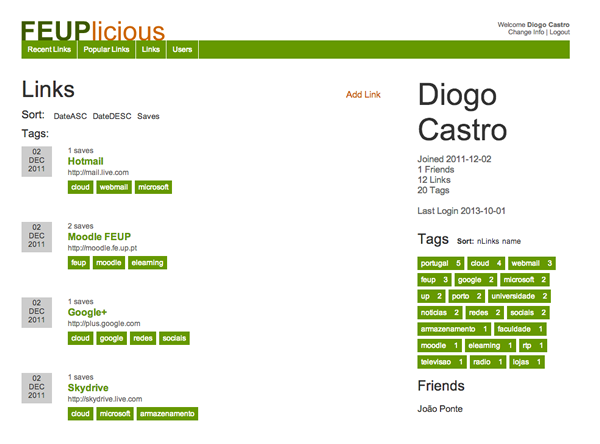 FEUPlicious
Welcome Diogo Castro
Change Info | Logout
Recent Links Popular Links Links Users
Links
Add Link
Sort: DateASC DateDESC Saves
Tags:
02
DEC
2011
1 saves
Hotmail
http://mail.live.com
cloud webmail microsoft
02
DEC
2011
2 saves
Moodle FEUP
http://moodle.fe.up.pt
feup moodle elearning
02
DEC
2011
1 saves
Google+
http://plus.google.com
cloud google redes sociais
02
DEC
2011
1 saves
Skydrive
http://skydrive.live.com
cloud microsoft armazenamento
Diogo
Castro
Joined 2011-12-02
1 Friends
12 Links
20 Tags
Last Login 2013-10-01
Tags Sort: nLinks name
portugal 5 cloud 4 webmail 3
feup 3 google 2 microsoft 2
up 2 porto 2 universidade 2
noticias 2 redes 2 sociais 2
armazenamento 1 faculdade 1
moodle 1 elearning 1 rtp 1
televisao 1 radio 1 lojas 1
Friends
João Ponte